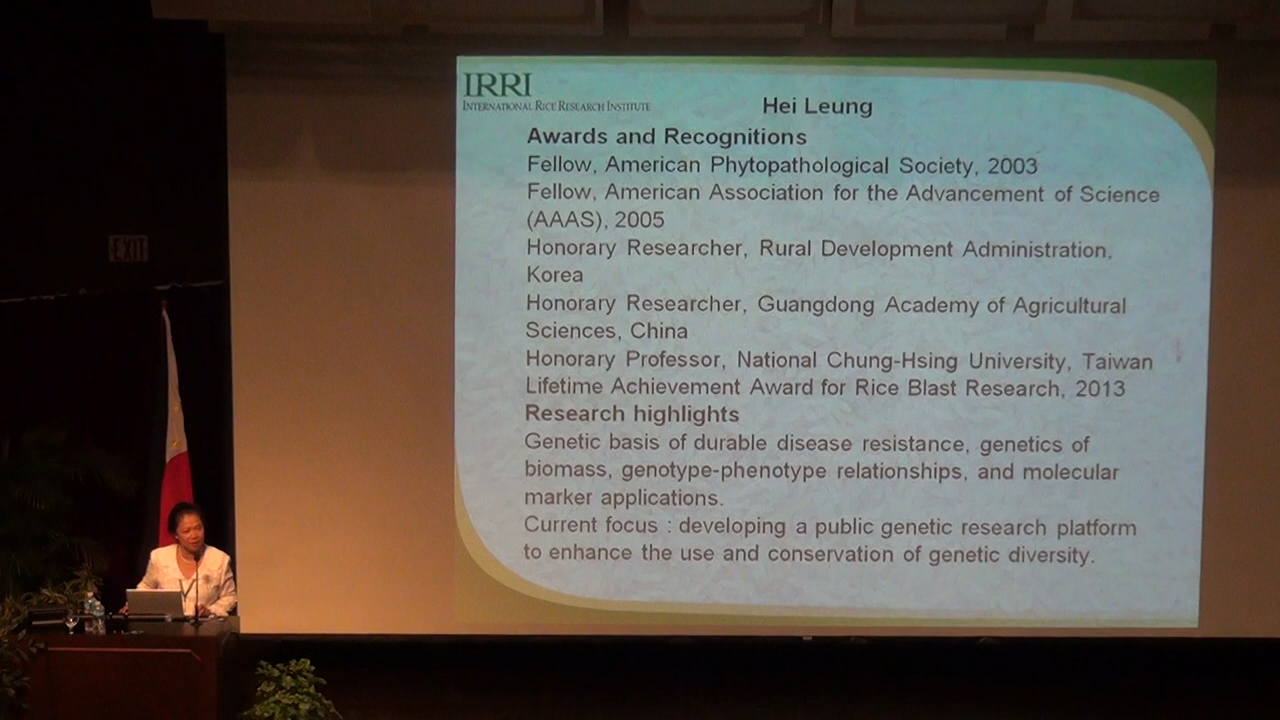 IRRI
INTERNATIONAL RICE RESEARCH INSTITUTE
Hei Leung
Awards and Recognitions
Fellow, American Phytopathological Society, 2003
Fellow, American Association for the Advancement of Science
(AAAS), 2005
Honorary Researcher, Rural Development Administration,
Korea
Honorary Researcher, Guangdong Academy of Agricultural
Sciences, China
Honorary Professor, National Chung-Hsing University, Taiwan
Lifetime Achievement Award for Rice Blast Research, 2013
Research highlights
Genetic basis of durable disease resistance, genetics of
biomass, genotype-phenotype relationships, and molecular
marker applications.
Current focus : developing a public genetic research platform
to enhance the use and conservation of genetic diversity.
EXIT